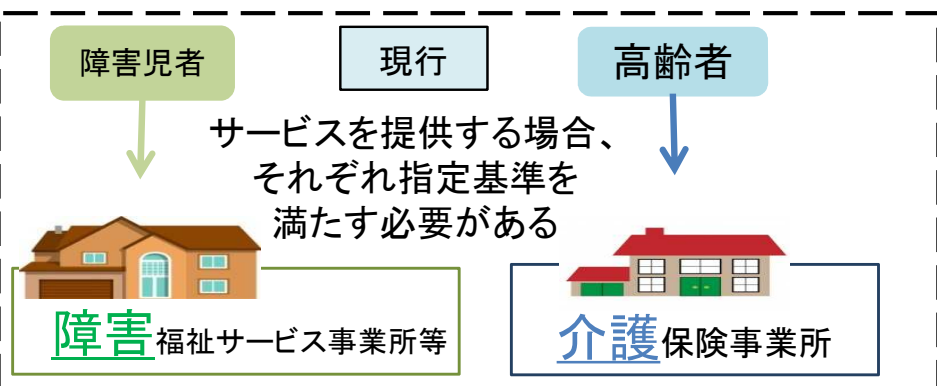 障害児者
現行
高齢者
サービスを提供する場合、
それぞれ指定基準を
満たす必要がある
障害福祉サービス事業所等
介護保険事業所